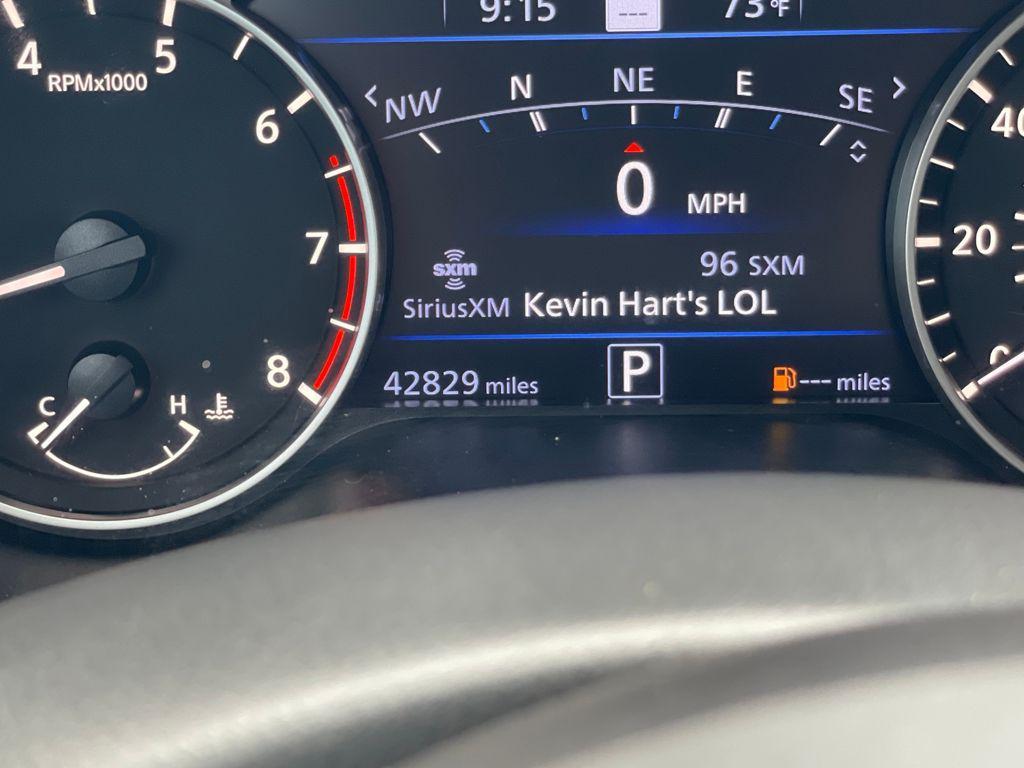 9:15 --- 73°F
4 5 6 7 8
RPMx1000
NW N NE E SE
0 MPH
40
20
0
sxm
96 SXM
SiriusXM Kevin Hart's LOL
42829 miles P --- miles
C H